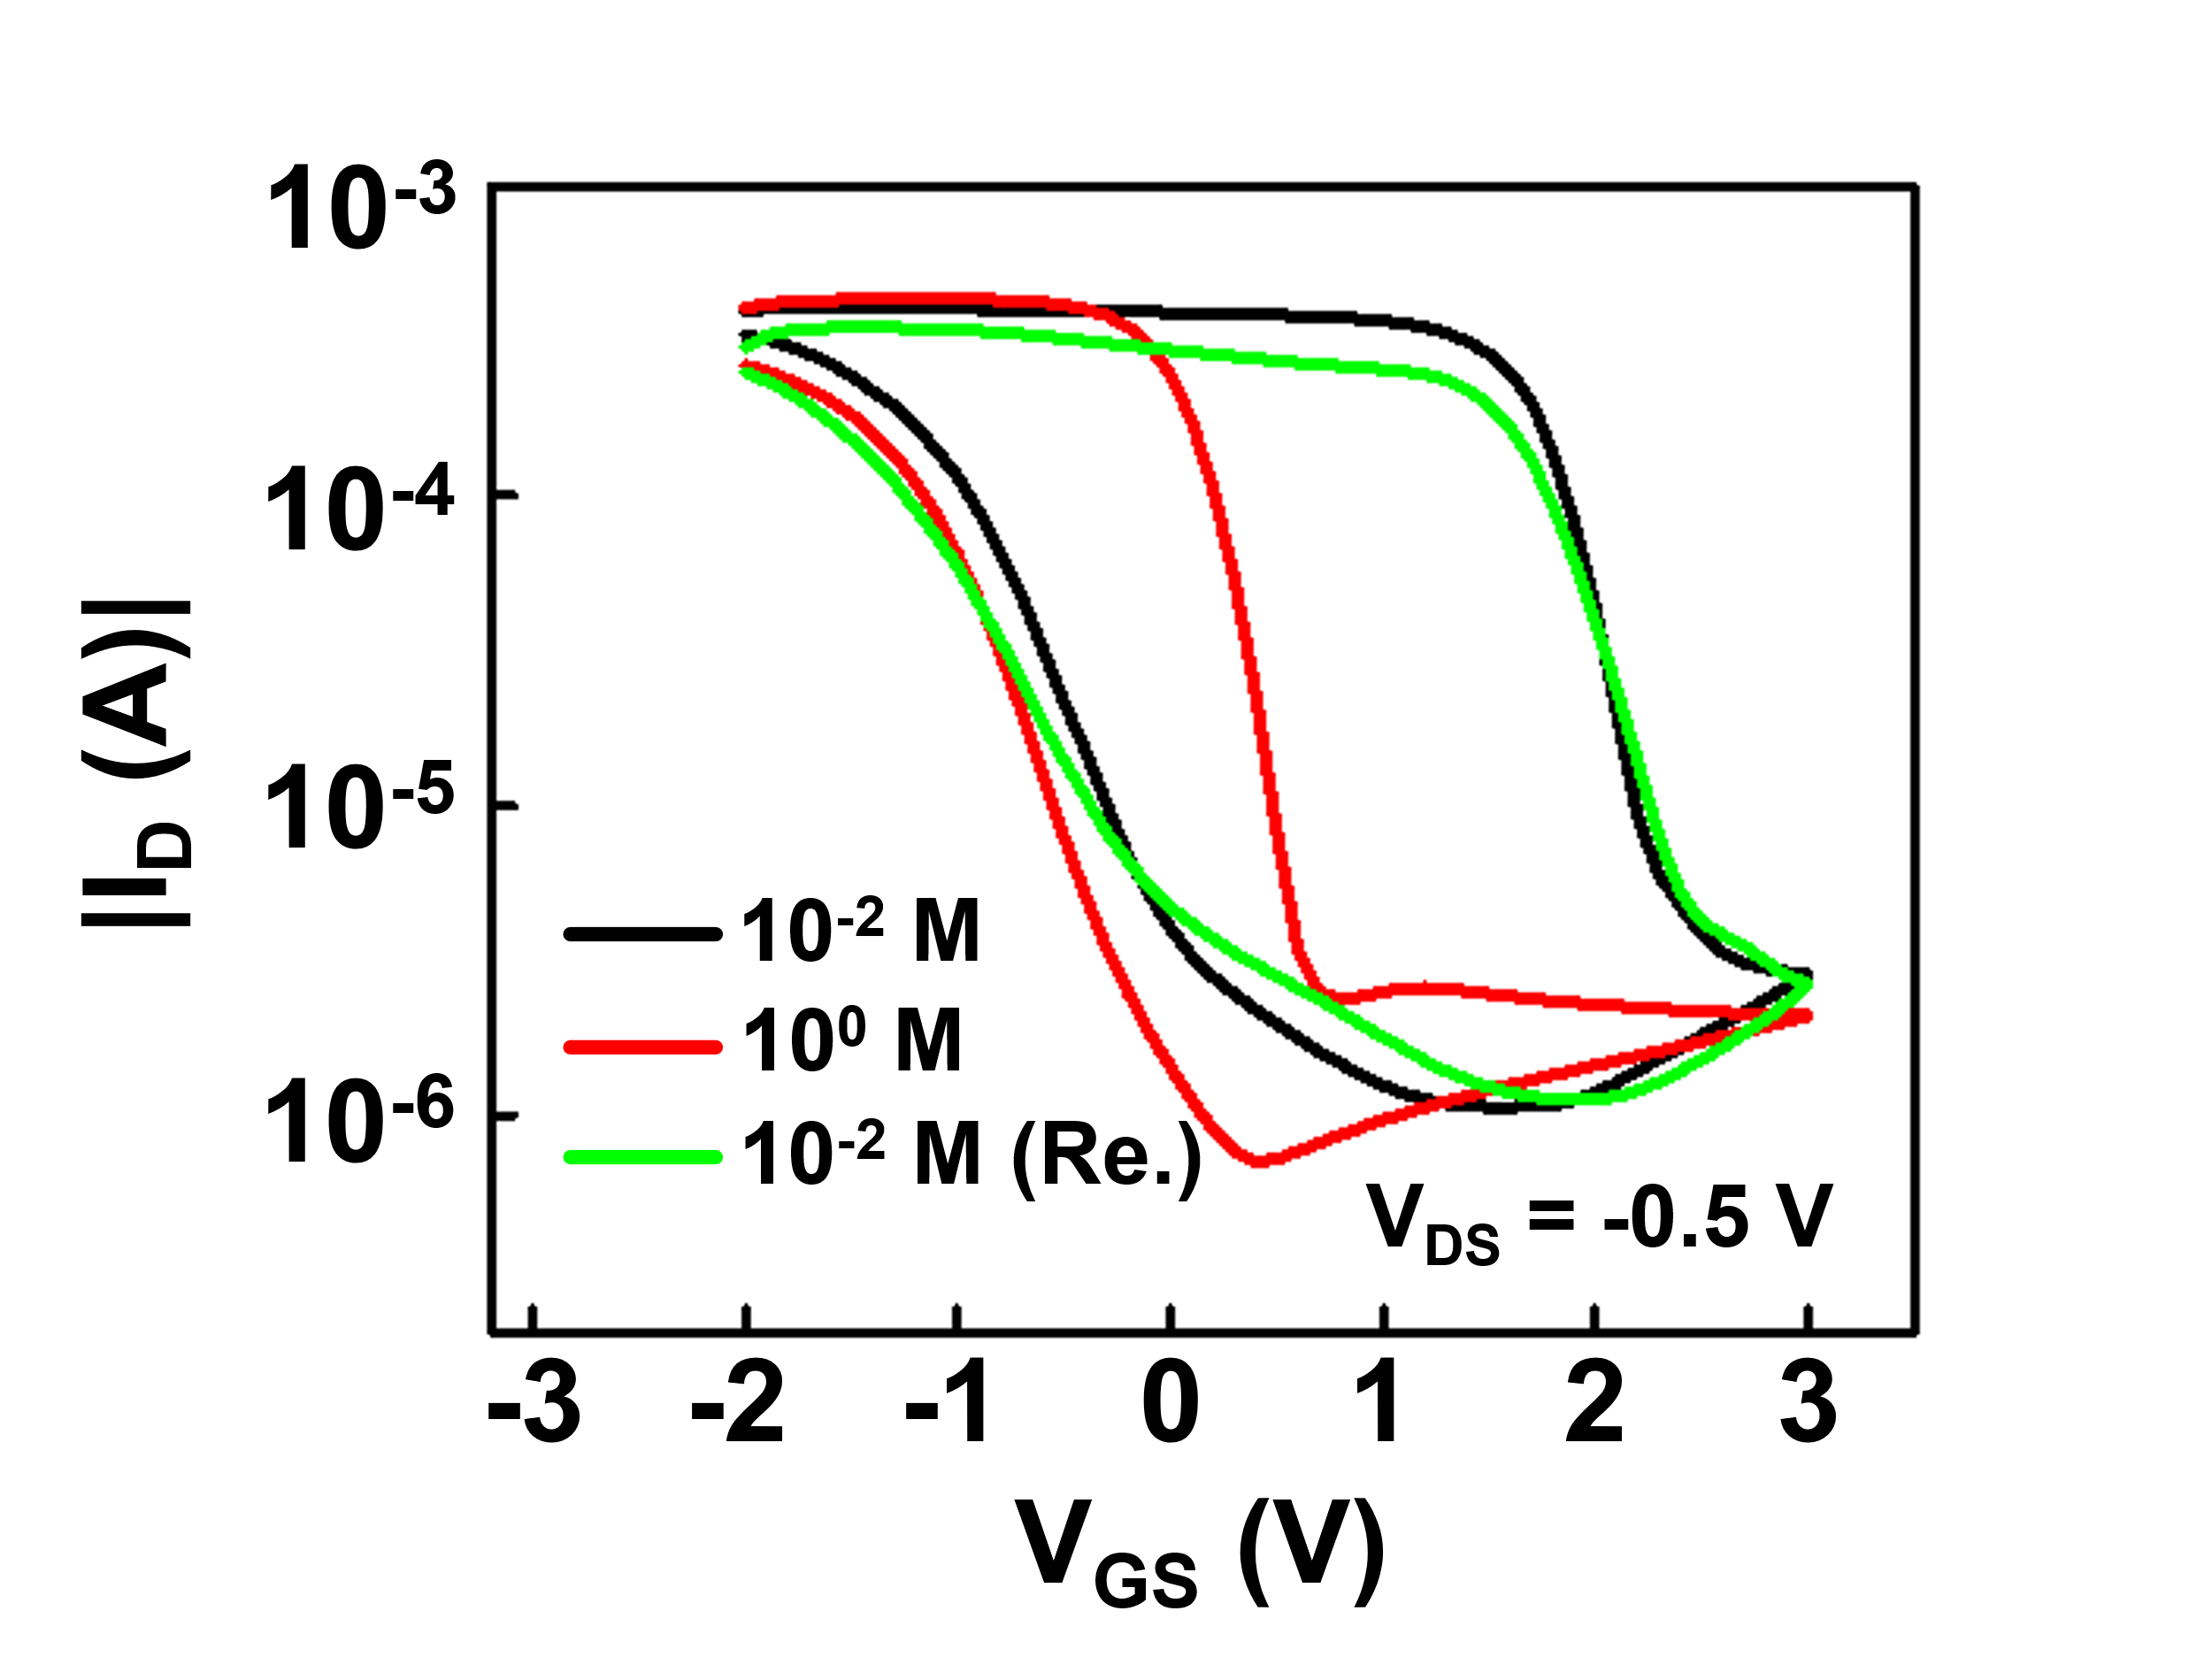 10⁻³
10⁻⁴
10⁻⁵
10⁻⁶
||D (A)|
10⁻² M
10⁰ M
10⁻² M (Re.)
VDS = -0.5 V
-3 -2 -1 0 1 2 3
VGS (V)